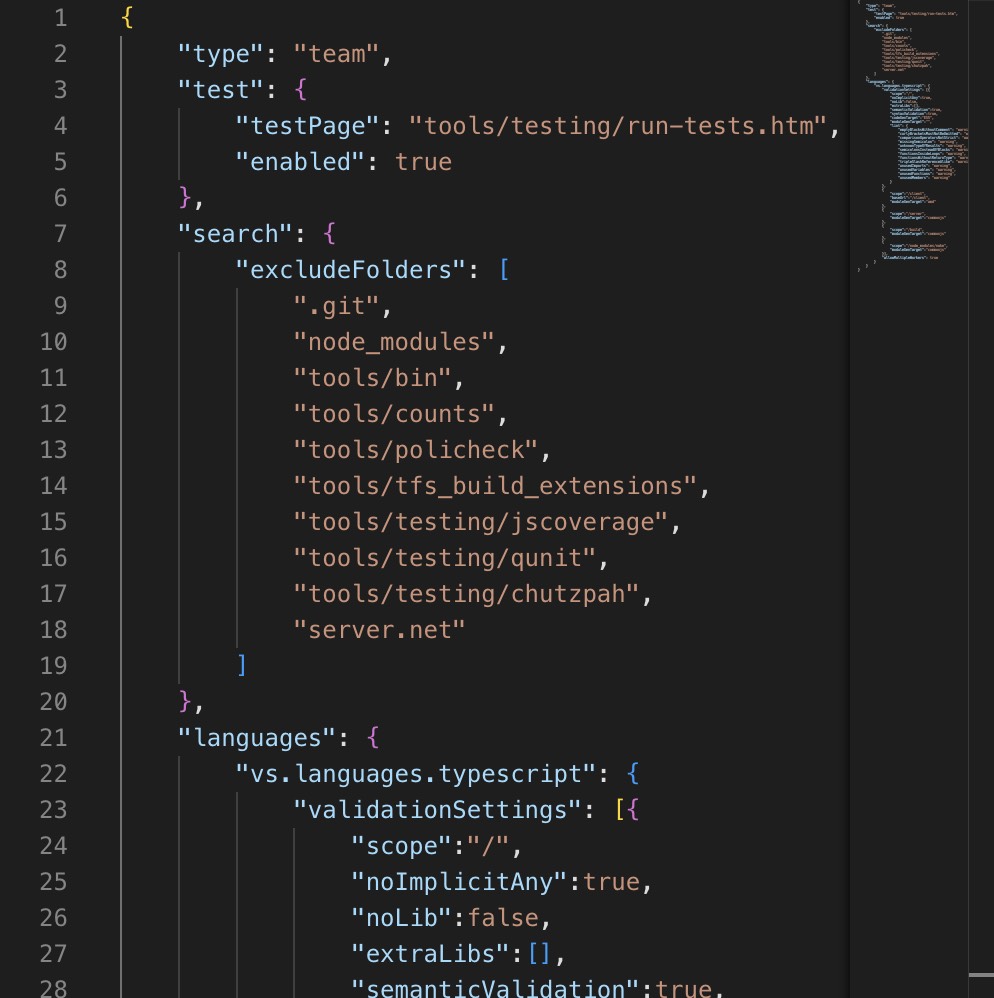 1 {
2 "type": "team",
3 "test": {
4 "testPage": "tools/testing/run-tests.htm",
5 "enabled": true
6 },
7 "search": {
8 "excludeFolders": [
9 ".git",
10 "node_modules",
11 "tools/bin",
12 "tools/counts",
13 "tools/policheck",
14 "tools/tfs_build_extensions",
15 "tools/testing/jscoverage",
16 "tools/testing/qunit",
17 "tools/testing/chutzpah",
18 "server.net"
19 ]
20 },
21 "languages": {
22 "vs.languages.typescript": {
23 "validationSettings": [{
24 "scope":"/",
25 "noImplicitAny":true,
26 "noLib":false,
27 "extraLibs":[],
28 "semanticValidation":true,